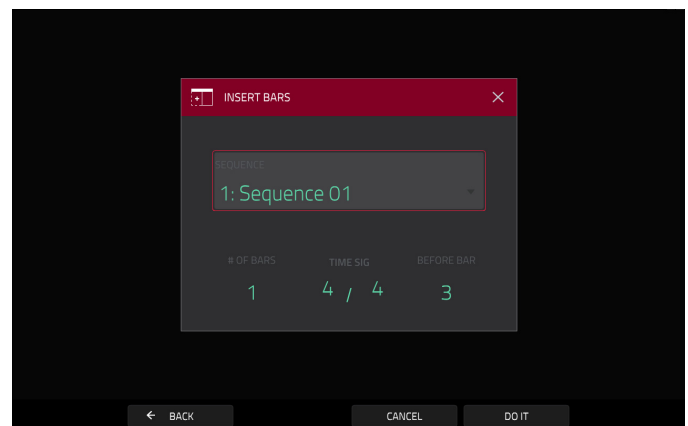 INSERT BARS
SEQUENCE
1: Sequence 01
# OF BARS TIME SIG BEFORE BAR
1 4 / 4 3
BACK CANCEL DO IT